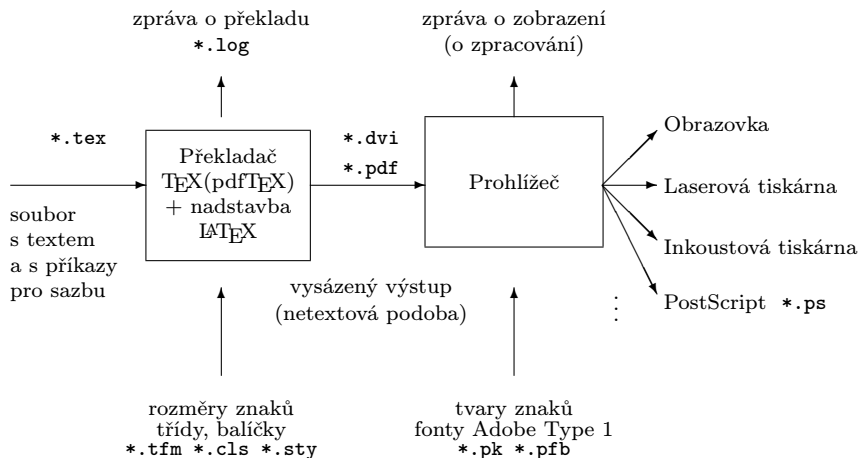 zpráva o překladu
*.log
zpráva o zobrazení
(o zpracování)
*.tex
soubor
s textem
a s příkazy
pro sazbu
Překladač
TEX(pdfTEX)
+ nadstavba
LATEX
*.dvi
*.pdf
vysázený výstup
(netextová podoba)
Prohlížeč
Obrazovka
Laserová tiskárna
Inkoustová tiskárna
PostScript *.ps
rozměry znaků
třídy, balíčky
*.tfm *.cls *.sty
tvary znaků
fonty Adobe Type 1
*.pk *.pfb